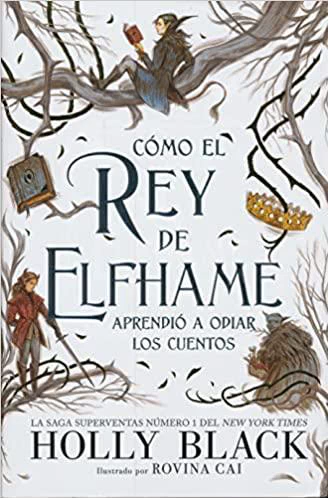 CÓMO EL
REY
DE
ELFHAME
APRENDIÓ A ODIAR
LOS CUENTOS
LA SAGA SUPERVENTAS NÚMERO 1 DEL NEW YORK TIMES
HOLLY BLACK
Ilustrado por ROVINA CAI